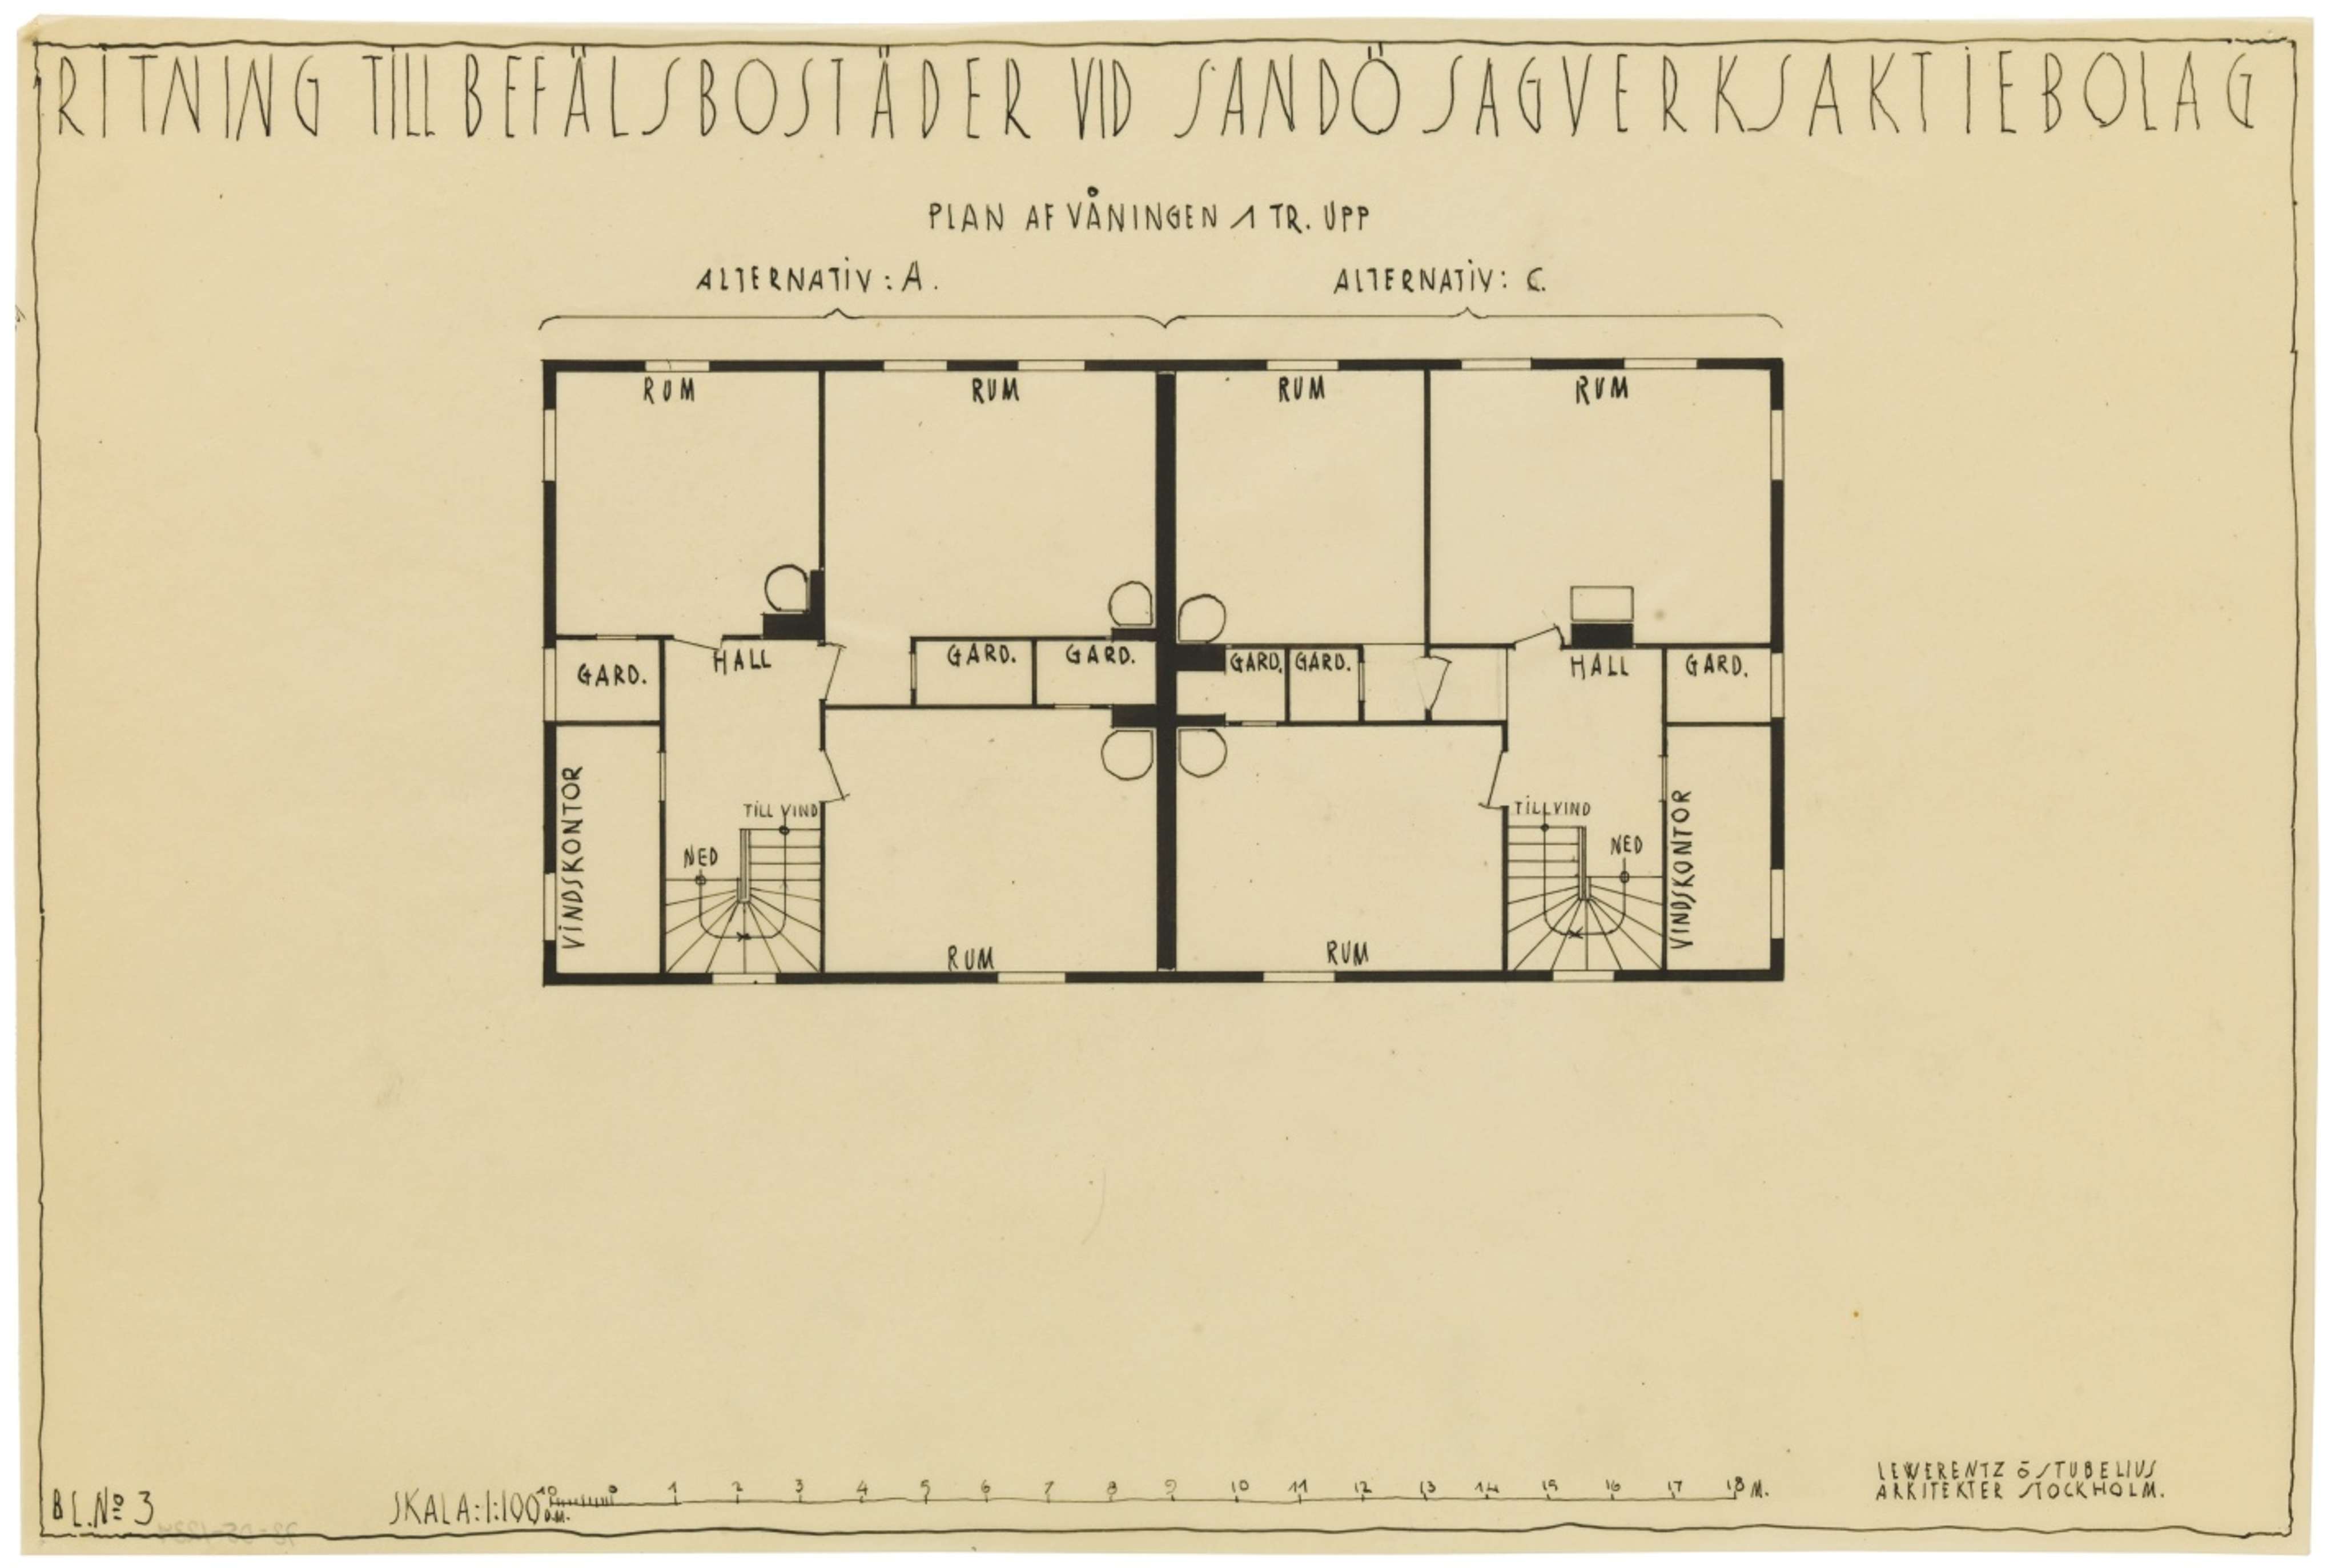 RITNING TILL BEFÄLSBOSTÄDER VID SANDÖ SAGVERKSAKTIEBOLAG
PLAN AF VÅNINGEN 1 TR. UPP
ALTERNATIV: A.
ALTERNATIV: C.
RUM
RUM
RUM
RUM
GARD.
HALL
GARD.
GARD.
GARD.
GARD.
HALL
GARD.
VINDSKONTOR
TILL VIND
NED
TILL VIND
NED
VINDSKONTOR
RUM
RUM
BL. No 3
SKALA: 1:100
10 0 1 2 3 4 5 6 7 8 9 10 11 12 13 14 15 16 17 18 M.
D.M.
LEWERENTZ O STUBELIUS
ARKITEKTER STOCKHOLM.